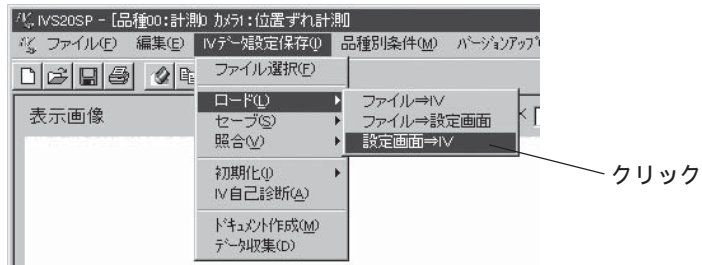 IVS20SP - [品種00:計測0 ｶﾒﾗ1:位置ずれ計測]
ファイル(F) 編集(E) IVﾃﾞｰﾀ設定保存(I) 品種別条件(M) ﾊﾞｰｼﾞｮﾝｱｯﾌﾟ
ファイル選択(F)
表示画像
ロード(L)
セーブ(S)
照合(V)
初期化(I)
IV自己診断(A)
ﾄﾞｷｭﾒﾝﾄ作成(M)
ﾃﾞｰﾀ収集(D)
ファイル⇒IV
ファイル⇒設定画面
設定画面⇒IV
クリック